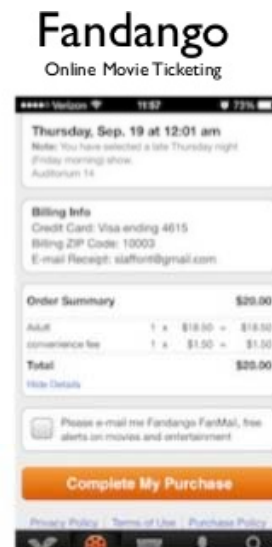 Fandango
Online Movie Ticketing
Verizon 11:57 73%
Thursday, Sep. 19 at 12:01 am
Note: You have selected a late Thursday night
(Friday morning) show.
Auditorium 14
Billing Info
Credit Card: Visa ending 4615
Billing ZIP Code: 10003
E-mail Receipt: slaffont@gmail.com
Order Summary $20.00
Adult 1 x $18.50 = $18.50
convenience fee 1 x $1.50 = $1.50
Total $20.00
Hide Details
Please e-mail me Fandango FanMail, free
alerts on movies and entertainment
Complete My Purchase
Privacy Policy | Terms of Use | Purchase Policy